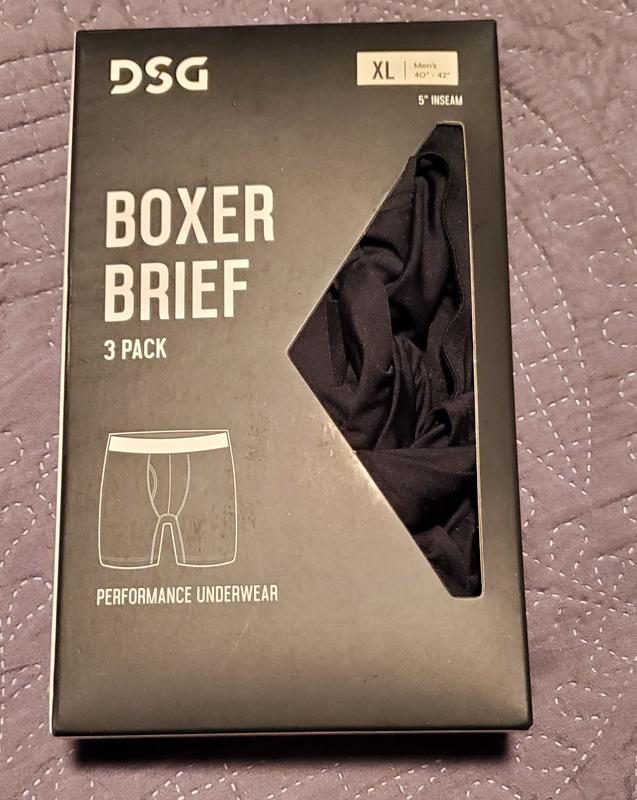 DSG
XL
Men's
40" - 42"
5" INSEAM
BOXER
BRIEF
3 PACK
PERFORMANCE UNDERWEAR